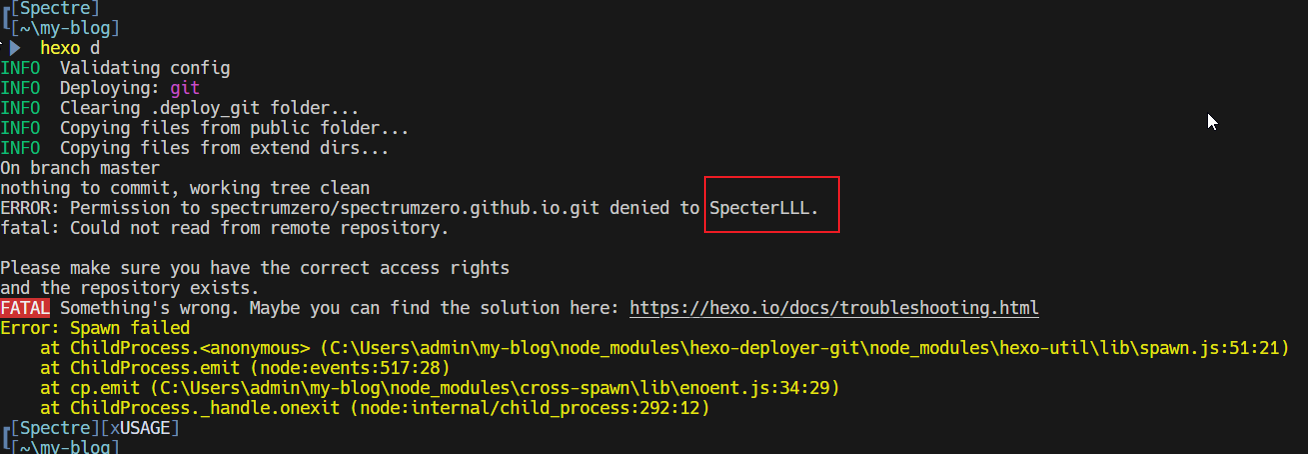 [Spectre]
[~\my-blog]
hexo d
INFO  Validating config
INFO  Deploying: git
INFO  Clearing .deploy_git folder...
INFO  Copying files from public folder...
INFO  Copying files from extend dirs...
On branch master
nothing to commit, working tree clean
ERROR: Permission to spectrumzero/spectrumzero.github.io.git denied to SpecterLLL.
fatal: Could not read from remote repository.

Please make sure you have the correct access rights
and the repository exists.
FATAL Something's wrong. Maybe you can find the solution here: https://hexo.io/docs/troubleshooting.html
Error: Spawn failed
    at ChildProcess.<anonymous> (C:\Users\admin\my-blog\node_modules\hexo-deployer-git\node_modules\hexo-util\lib\spawn.js:51:21)
    at ChildProcess.emit (node:events:517:28)
    at cp.emit (C:\Users\admin\my-blog\node_modules\cross-spawn\lib\enoent.js:34:29)
    at ChildProcess._handle.onexit (node:internal/child_process:292:12)
[Spectre][xUSAGE]
[~\my-blog]